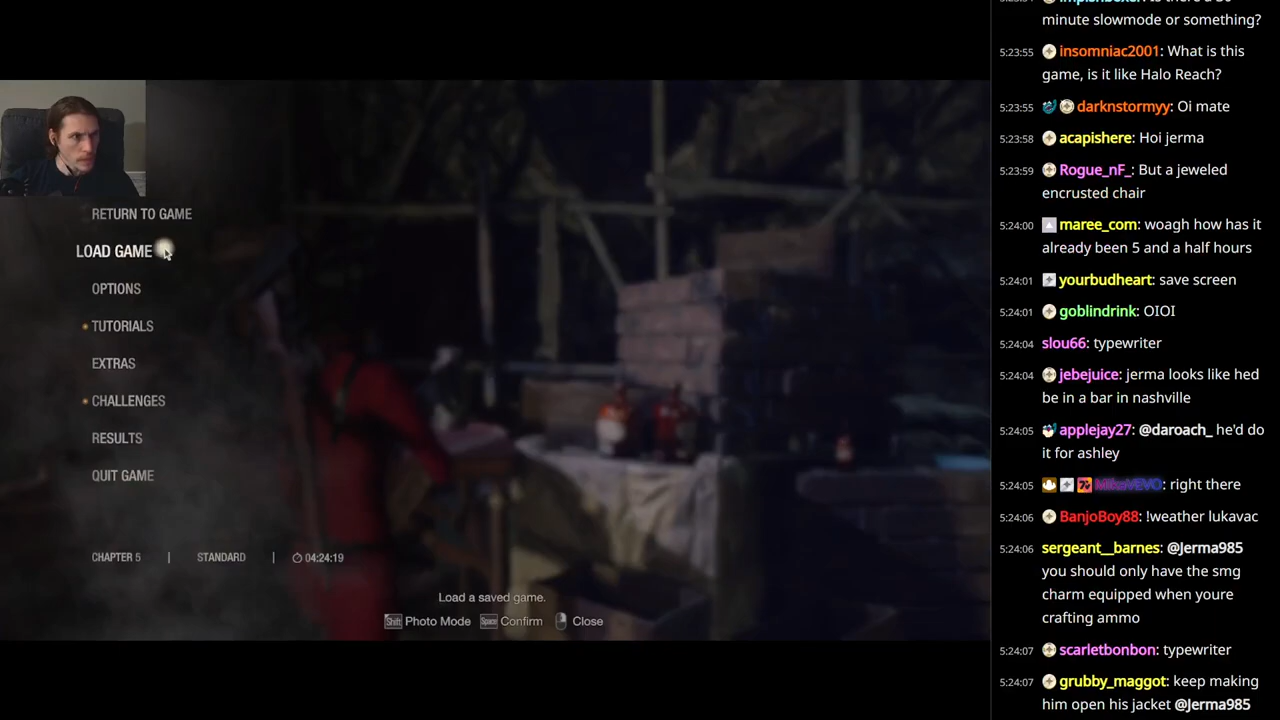 RETURN TO GAME
LOAD GAME
OPTIONS
TUTORIALS
EXTRAS
CHALLENGES
RESULTS
QUIT GAME
CHAPTER 5 | STANDARD | 04:24:19
Load a saved game.
Shift Photo Mode Space Confirm Close
minute slowmode or something?
5:23:55 insomniac2001: What is this
game, is it like Halo Reach?
5:23:55 darknstormyy: Oi mate
5:23:58 acapishere: Hoi jerma
5:23:59 Rogue_nF_: But a jeweled
encrusted chair
5:24:00 maree_com: woagh how has it
already been 5 and a half hours
5:24:01 yourbudheart: save screen
5:24:01 goblindrink: OIOI
5:24:04 slou66: typewriter
5:24:04 jebejuice: jerma looks like hed
be in a bar in nashville
5:24:05 applejay27: @daroach_ he'd do
it for ashley
5:24:05 MikoVEVO: right there
5:24:06 BanjoBoy88: !weather lukavac
5:24:06 sergeant__barnes: @Jerma985
you should only have the smg
charm equipped when youre
crafting ammo
5:24:07 scarletbonbon: typewriter
5:24:07 grubby_maggot: keep making
him open his jacket @Jerma985